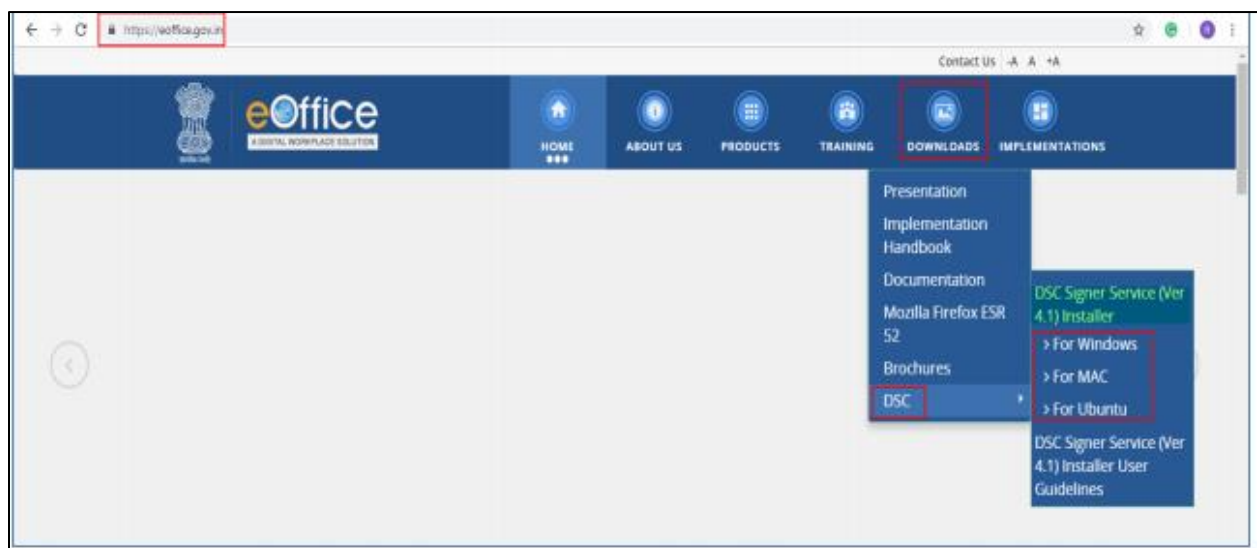 https://eoffice.gov.in
Contact Us -A A +A
eOffice
A DIGITAL WORKPLACE SOLUTION
HOME ABOUT US PRODUCTS TRAINING DOWNLOADS IMPLEMENTATIONS
Presentation
Implementation
Handbook
Documentation
Mozilla Firefox ESR
52
Brochures
DSC
DSC Signer Service (Ver
4.1) Installer
> For Windows
> For MAC
> For Ubuntu
DSC Signer Service (Ver
4.1) Installer User
Guidelines